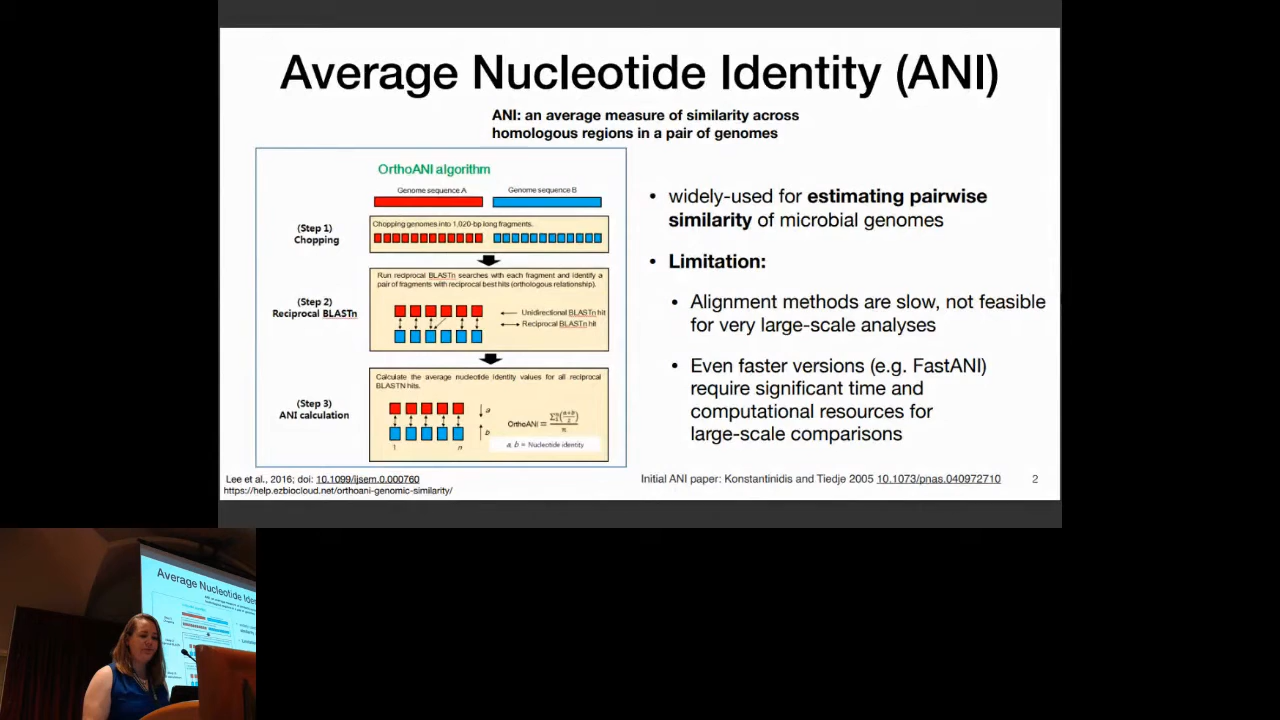 Average Nucleotide Identity (ANI)
ANI: an average measure of similarity across
homologous regions in a pair of genomes
OrthoANI algorithm
Genome sequence A
Genome sequence B
(Step 1)
Chopping
Chopping genomes into 1,020-bp long fragments.
(Step 2)
Reciprocal BLASTn
Run reciprocal BLASTn searches with each fragment and identify a
pair of fragments with reciprocal best hits (orthologous relationship).
Unidirectional BLASTn hit
Reciprocal BLASTn hit
(Step 3)
ANI calculation
Calculate the average nucleotide identity values for all reciprocal
BLASTN hits.
a
b
1
n
OrthoANI =
a, b = Nucleotide identity
• widely-used for estimating pairwise
similarity of microbial genomes
• Limitation:
• Alignment methods are slow, not feasible
for very large-scale analyses
• Even faster versions (e.g. FastANI)
require significant time and
computational resources for
large-scale comparisons
Lee et al., 2016; doi: 10.1099/ijsem.0.000760
https://help.ezbiocloud.net/orthoani-genomic-similarity/
Initial ANI paper: Konstantinidis and Tiedje 2005 10.1073/pnas.040972710
2
Average Nucleotide Ide